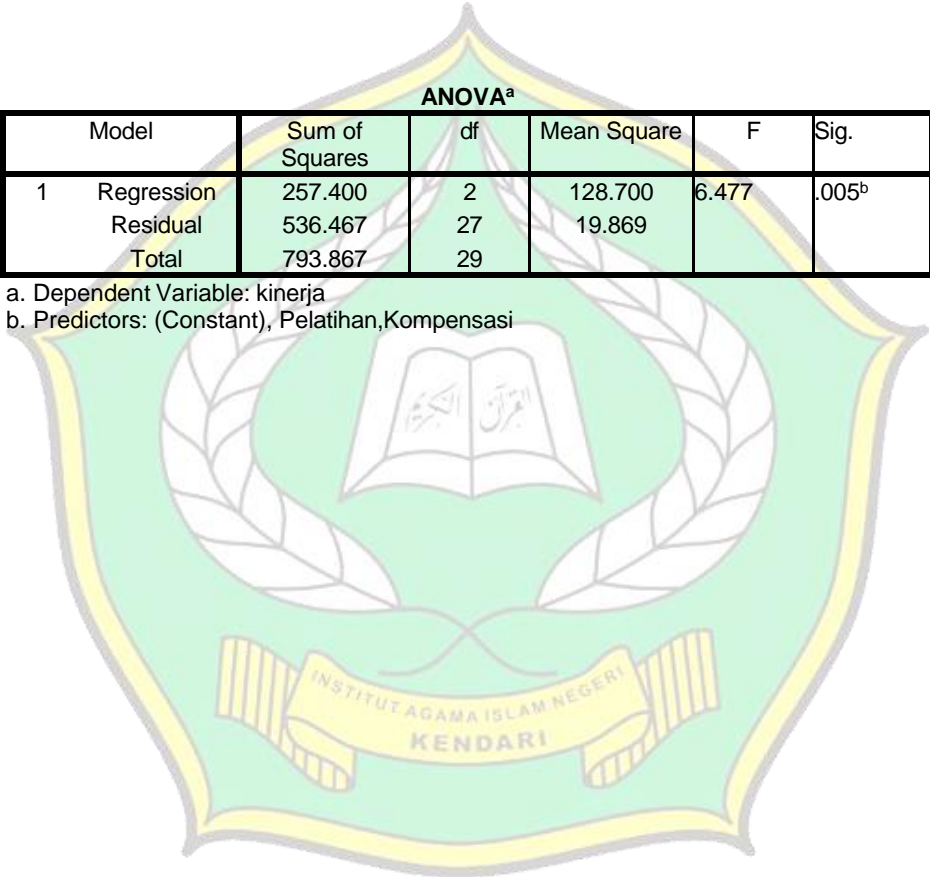 ANOVAᵃ
Model Sum of Squares df Mean Square F Sig.
1 Regression 257.400 2 128.700 6.477 .005ᵇ
Residual 536.467 27 19.869
Total 793.867 29
a. Dependent Variable: kinerja
b. Predictors: (Constant), Pelatihan,Kompensasi
القرآن الكريم
INSTITUT AGAMA ISLAM NEGERI
KENDARI